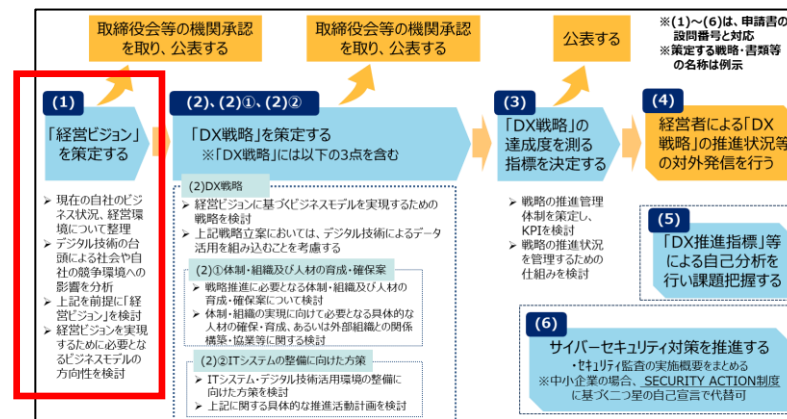 取締役会等の機関承認
を取り、公表する
取締役会等の機関承認
を取り、公表する
公表する
※(1)～(6)は、申請書の
設問番号と対応
※策定する戦略・書類等
の名称は例示
(1)
「経営ビジョン」
を策定する
➢ 現在の自社のビジ
ネス状況、経営環
境について整理
➢ デジタル技術の台
頭による社会や自
社の競争環境への
影響を分析
➢ 上記を前提に「経
営ビジョン」を検討
➢ 経営ビジョンを実現
するために必要とな
るビジネスモデルの
方向性を検討
(2)、(2)①、(2)②
「DX戦略」を策定する
※「DX戦略」には以下の3点を含む
(2)DX戦略
➢ 経営ビジョンに基づくビジネスモデルを実現するための
戦略を検討
➢ 上記戦略立案においては、デジタル技術によるデータ
活用を組み込むことを考慮する
(2)①体制・組織及び人材の育成・確保案
➢ 戦略推進に必要となる体制・組織及び人材の
育成・確保案について検討
➢ 体制・組織の実現に向けて必要となる具体的な
人材の確保・育成、あるいは外部組織との関係
構築・協業等に関する検討
(2)②ITシステムの整備に向けた方策
➢ ITシステム・デジタル技術活用環境の整備に
向けた方策を検討
➢ 上記に関する具体的な推進活動計画を検討
(3)
「DX戦略」の
達成度を測る
指標を決定する
➢ 戦略の推進管理
体制を策定し、
KPIを検討
➢ 戦略の推進状況
を管理するための
仕組みを検討
(4)
経営者による「DX
戦略」の推進状況等
の対外発信を行う
(5)
「DX推進指標」等
による自己分析を
行い課題把握する
(6)
サイバーセキュリティ対策を推進する
・セキュリティ監査の実施概要をまとめる
※中小企業の場合、SECURITY ACTION制度
に基づく二つ星の自己宣言で代替可